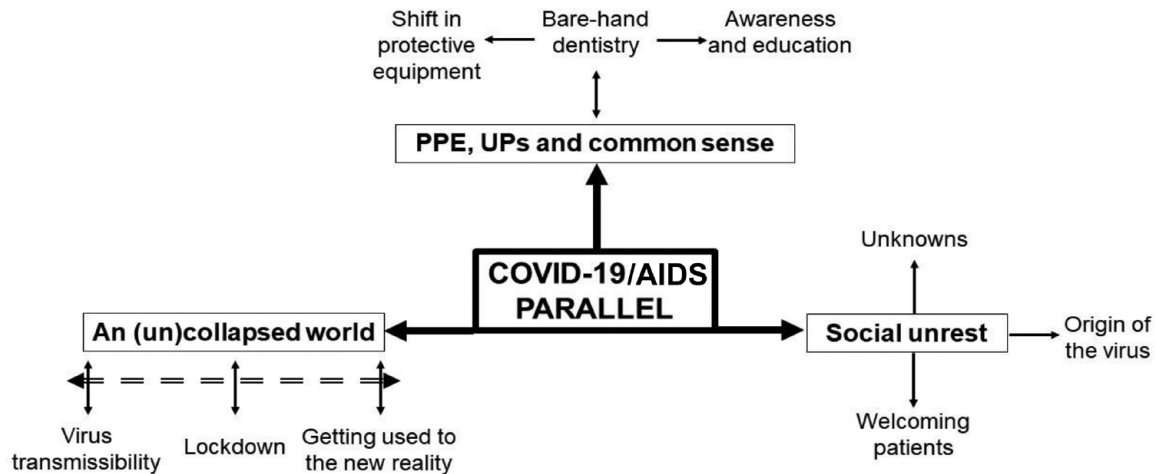 Shift in
protective
equipment
Bare-hand
dentistry
Awareness
and education
PPE, UPs and common sense
COVID-19/AIDS
PARALLEL
An (un)collapsed world
Virus
transmissibility
Lockdown
Getting used to
the new reality
Social unrest
Unknowns
Origin of
the virus
Welcoming
patients